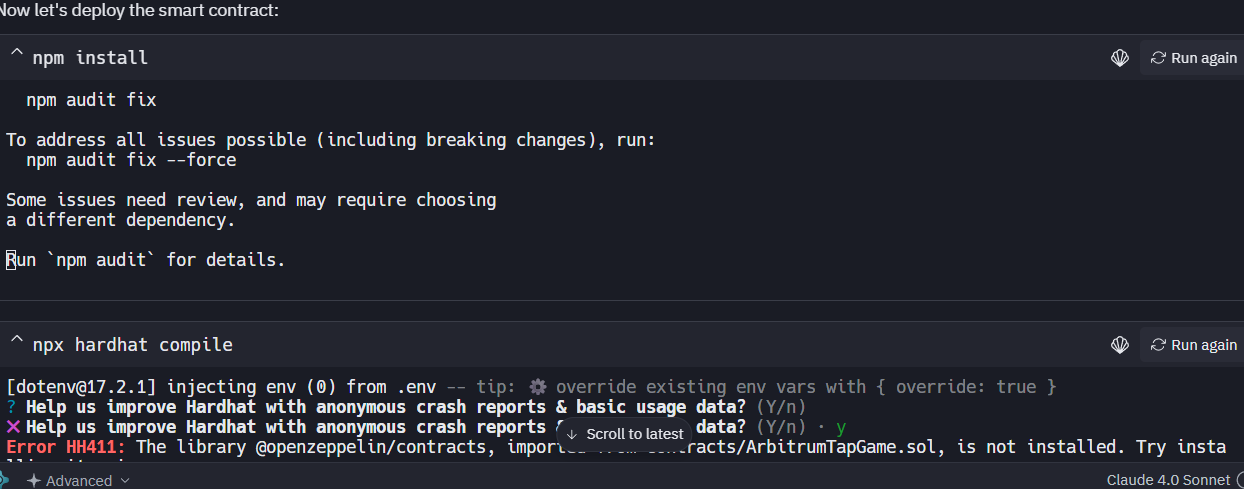 Now let's deploy the smart contract:
npm install
Run again
npm audit fix
To address all issues possible (including breaking changes), run:
npm audit fix --force
Some issues need review, and may require choosing
a different dependency.
Run `npm audit` for details.
npx hardhat compile
Run again
[dotenv@17.2.1] injecting env (0) from .env -- tip: ⚙️ override existing env vars with { override: true }
? Help us improve Hardhat with anonymous crash reports & basic usage data? (Y/n)
× Help us improve Hardhat with anonymous crash reports data? (Y/n) · y
↓ Scroll to latest
Error HH411: The library @openzeppelin/contracts, imported from contracts/ArbitrumTapGame.sol, is not installed. Try insta
Advanced
Claude 4.0 Sonnet